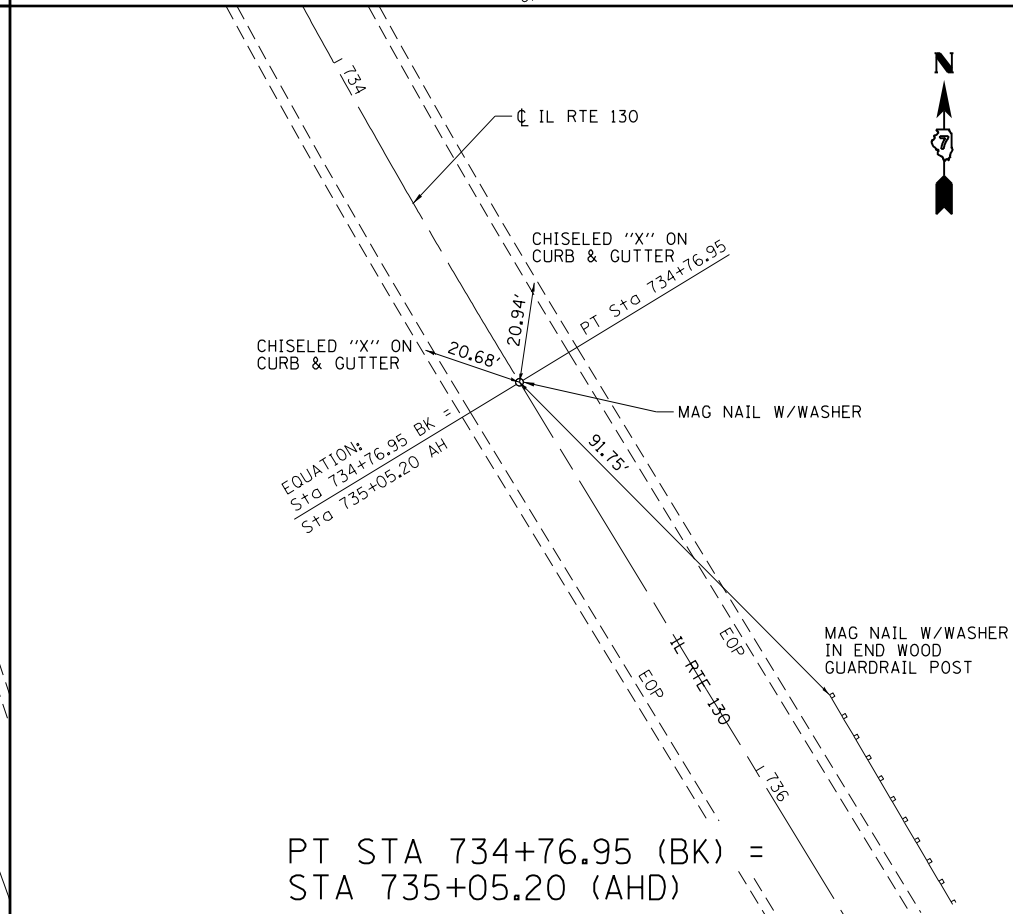 N
7
734
℄ IL RTE 130
CHISELED "X" ON
CURB & GUTTER
PT Sta 734+76.95
20.94'
CHISELED "X" ON
CURB & GUTTER
20.68'
MAG NAIL W/WASHER
EQUATION:
Sta 734+76.95 BK =
Sta 735+05.20 AH
91.75'
MAG NAIL W/WASHER
IN END WOOD
GUARDRAIL POST
EOP
IL RTE 130
EOP
736
PT STA 734+76.95 (BK) =
STA 735+05.20 (AHD)